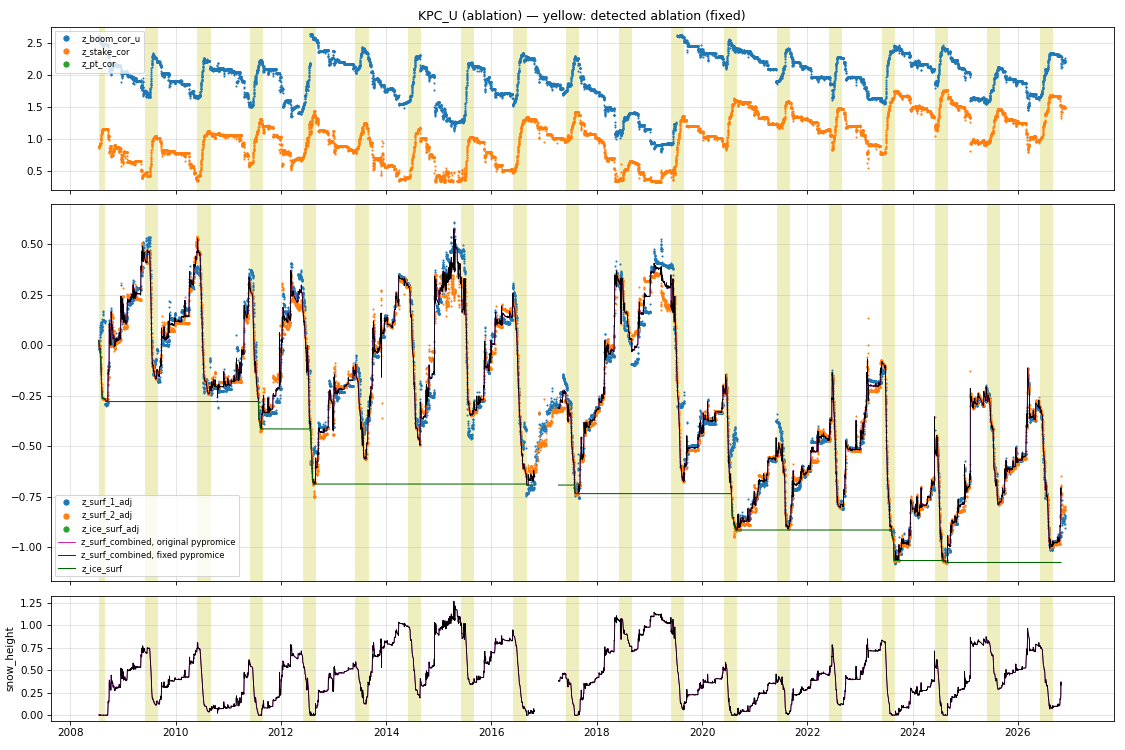 KPC_U (ablation) — yellow: detected ablation (fixed)
z_boom_cor_u
z_stake_cor
z_pt_cor
2.5
2.0
1.5
1.0
0.5
0.50
0.25
0.00
−0.25
−0.50
−0.75
−1.00
z_surf_1_adj
z_surf_2_adj
z_ice_surf_adj
z_surf_combined, original pypromice
z_surf_combined, fixed pypromice
z_ice_surf
snow_height
1.25
1.00
0.75
0.50
0.25
0.00
2008 2010 2012 2014 2016 2018 2020 2022 2024 2026